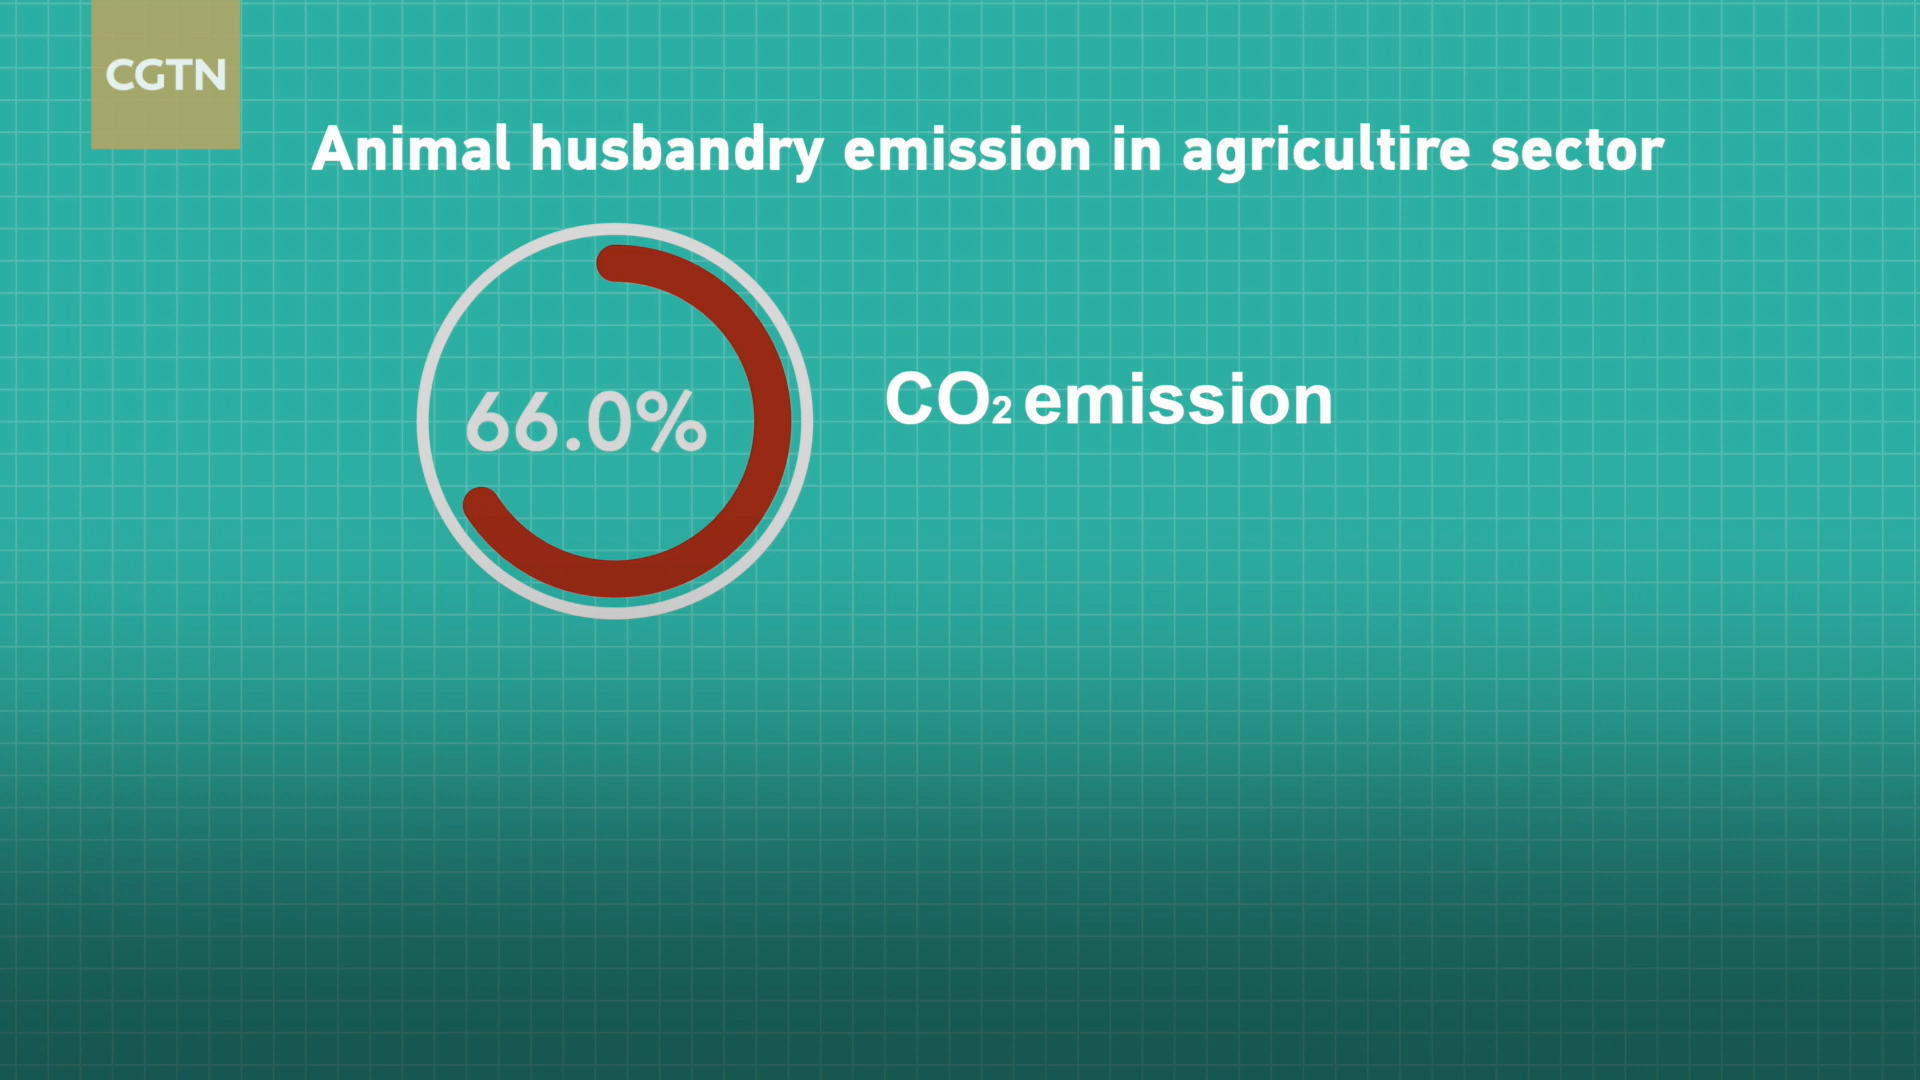 CGTN
Animal husbandry emission in agricultire sector
66.0%
CO₂ emission